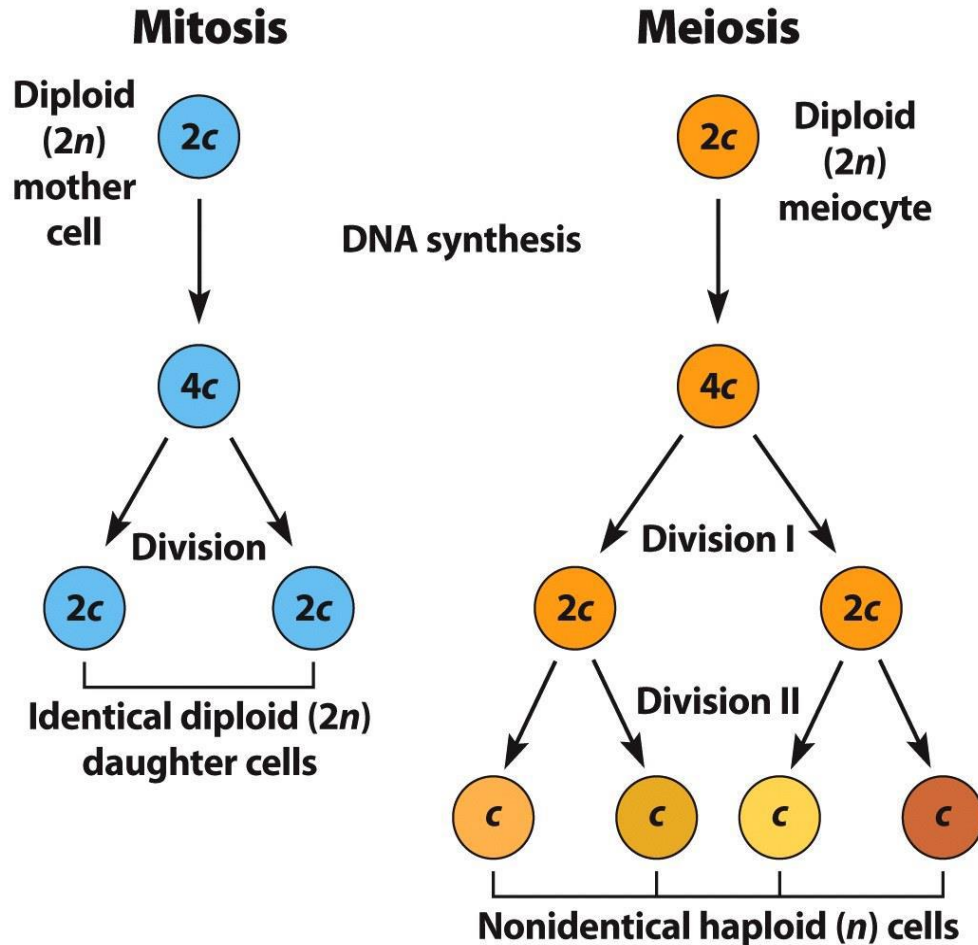 Mitosis
Diploid
(2n)
mother
cell
2c
4c
Division
2c
2c
Identical diploid (2n)
daughter cells
DNA synthesis
Meiosis
2c
Diploid
(2n)
meiocyte
4c
Division I
2c
2c
Division II
c
c
c
c
Nonidentical haploid (n) cells